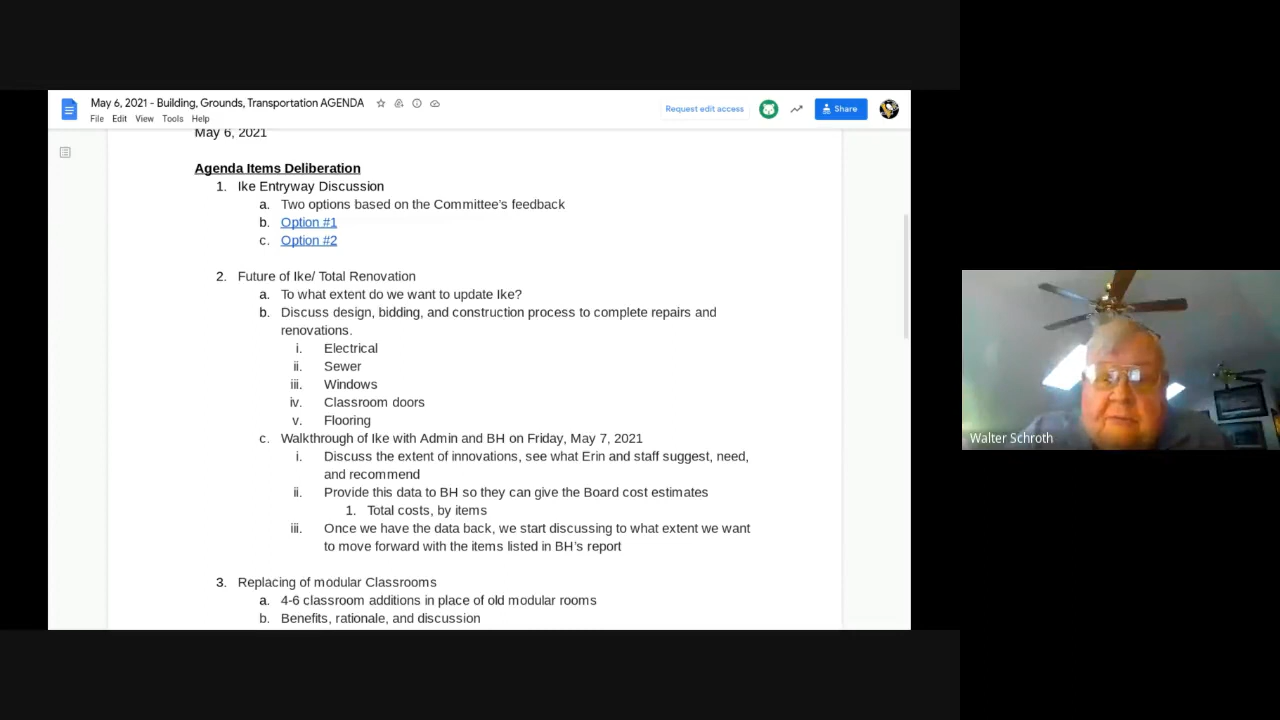 May 6, 2021 - Building, Grounds, Transportation AGENDA
File Edit View Tools Help
Request edit access
Share
May 6, 2021
Agenda Items Deliberation
1. Ike Entryway Discussion
a. Two options based on the Committee's feedback
b. Option #1
c. Option #2
2. Future of Ike/ Total Renovation
a. To what extent do we want to update Ike?
b. Discuss design, bidding, and construction process to complete repairs and
renovations.
i. Electrical
ii. Sewer
iii. Windows
iv. Classroom doors
v. Flooring
c. Walkthrough of Ike with Admin and BH on Friday, May 7, 2021
i. Discuss the extent of innovations, see what Erin and staff suggest, need,
and recommend
ii. Provide this data to BH so they can give the Board cost estimates
1. Total costs, by items
iii. Once we have the data back, we start discussing to what extent we want
to move forward with the items listed in BH's report
3. Replacing of modular Classrooms
a. 4-6 classroom additions in place of old modular rooms
b. Benefits, rationale, and discussion
Walter Schroth